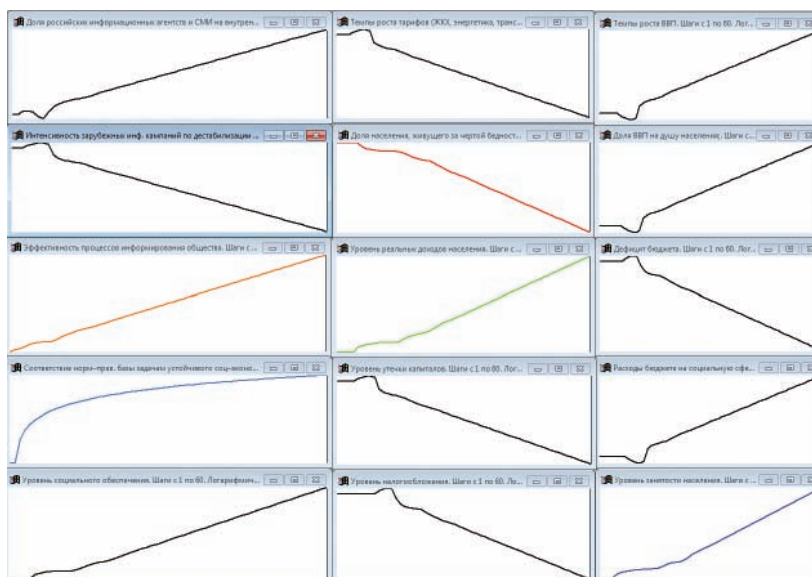 Доля российских информационных агентств и СМИ на внутрен...
Темпы роста тарифов (ЖКХ, энергетика, транс...
Темпы роста ВВП. Шаги с 1 по 60. Лог...
Интенсивность зарубежных инф- кампаний по дестабилизации ...
Доля населения, живущего за чертой бедност...
Доля ВВП на душу населения. Шаги с...
Эффективность процессов информирования общества. Шаги с ...
Уровень реальных доходов населения. Шаги с ...
Дефицит бюджета. Шаги с 1 по 60. Лог...
Соответствие норм-прав. базы задачам устойчивого соц-эконо...
Уровень утечки капиталов. Шаги с 1 по 60. Лог...
Расходы бюджета на социальную сфе...
Уровень социального обеспечения. Шаги с 1 по 60. Логарифмич...
Уровень налогообложения. Шаги с 1 по 60. Ло...
Уровень занятости населения. Шаги с ...